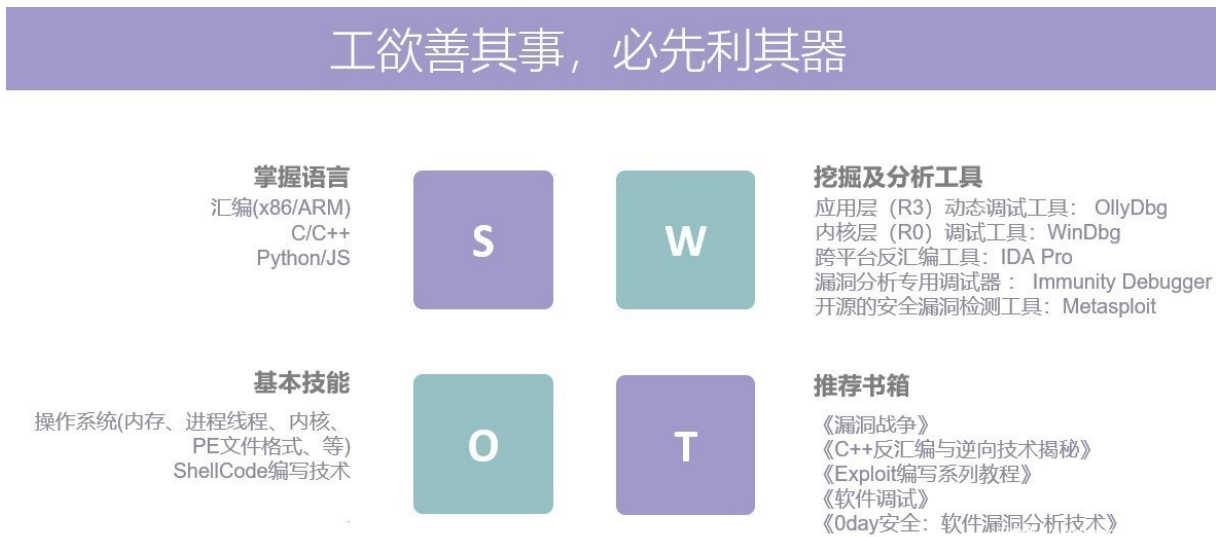 工欲善其事，必先利其器
掌握语言
汇编(x86/ARM)
C/C++
Python/JS
S
W
挖掘及分析工具
应用层（R3）动态调试工具： OllyDbg
内核层（R0）调试工具：WinDbg
跨平台反汇编工具：IDA Pro
漏洞分析专用调试器 ： Immunity Debugger
开源的安全漏洞检测工具：Metasploit
基本技能
操作系统(内存、进程线程、内核、
PE文件格式、等)
ShellCode编写技术
O
T
推荐书箱
《漏洞战争》
《C++反汇编与逆向技术揭秘》
《Exploit编写系列教程》
《软件调试》
《0day安全：软件漏洞分析技术》